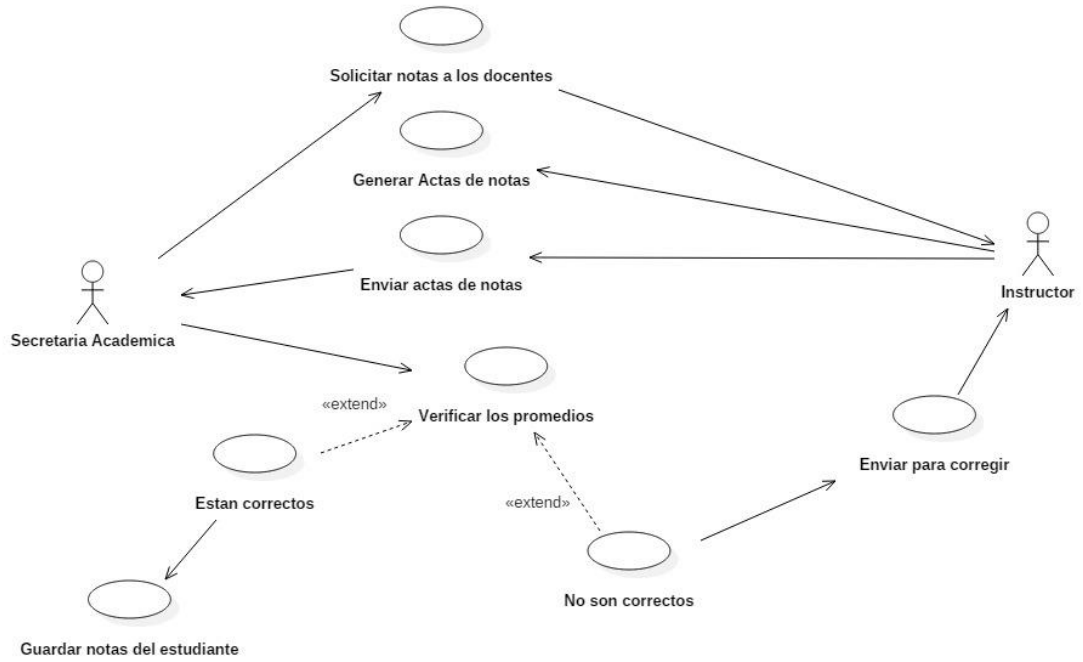 Solicitar notas a los docentes
Generar Actas de notas
Enviar actas de notas
Instructor
Secretaria Academica
«extend»
Verificar los promedios
Enviar para corregir
Estan correctos
«extend»
No son correctos
Guardar notas del estudiante